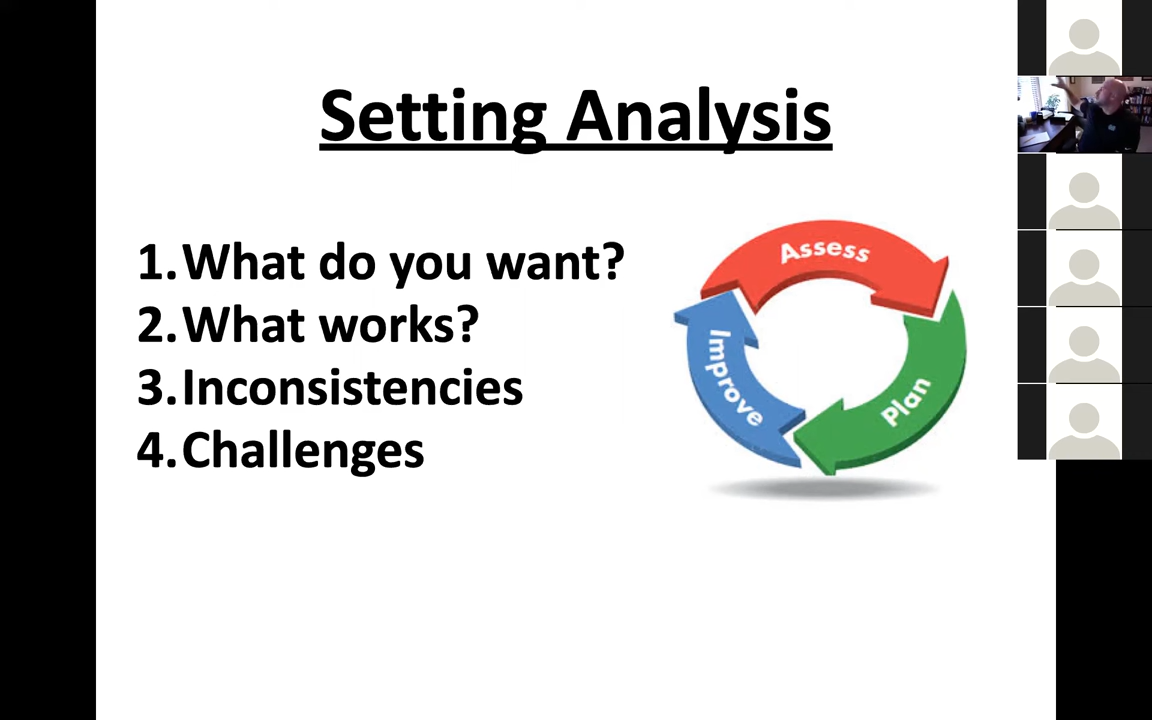 Setting Analysis
1. What do you want?
2. What works?
3. Inconsistencies
4. Challenges
Assess
Plan
Improve